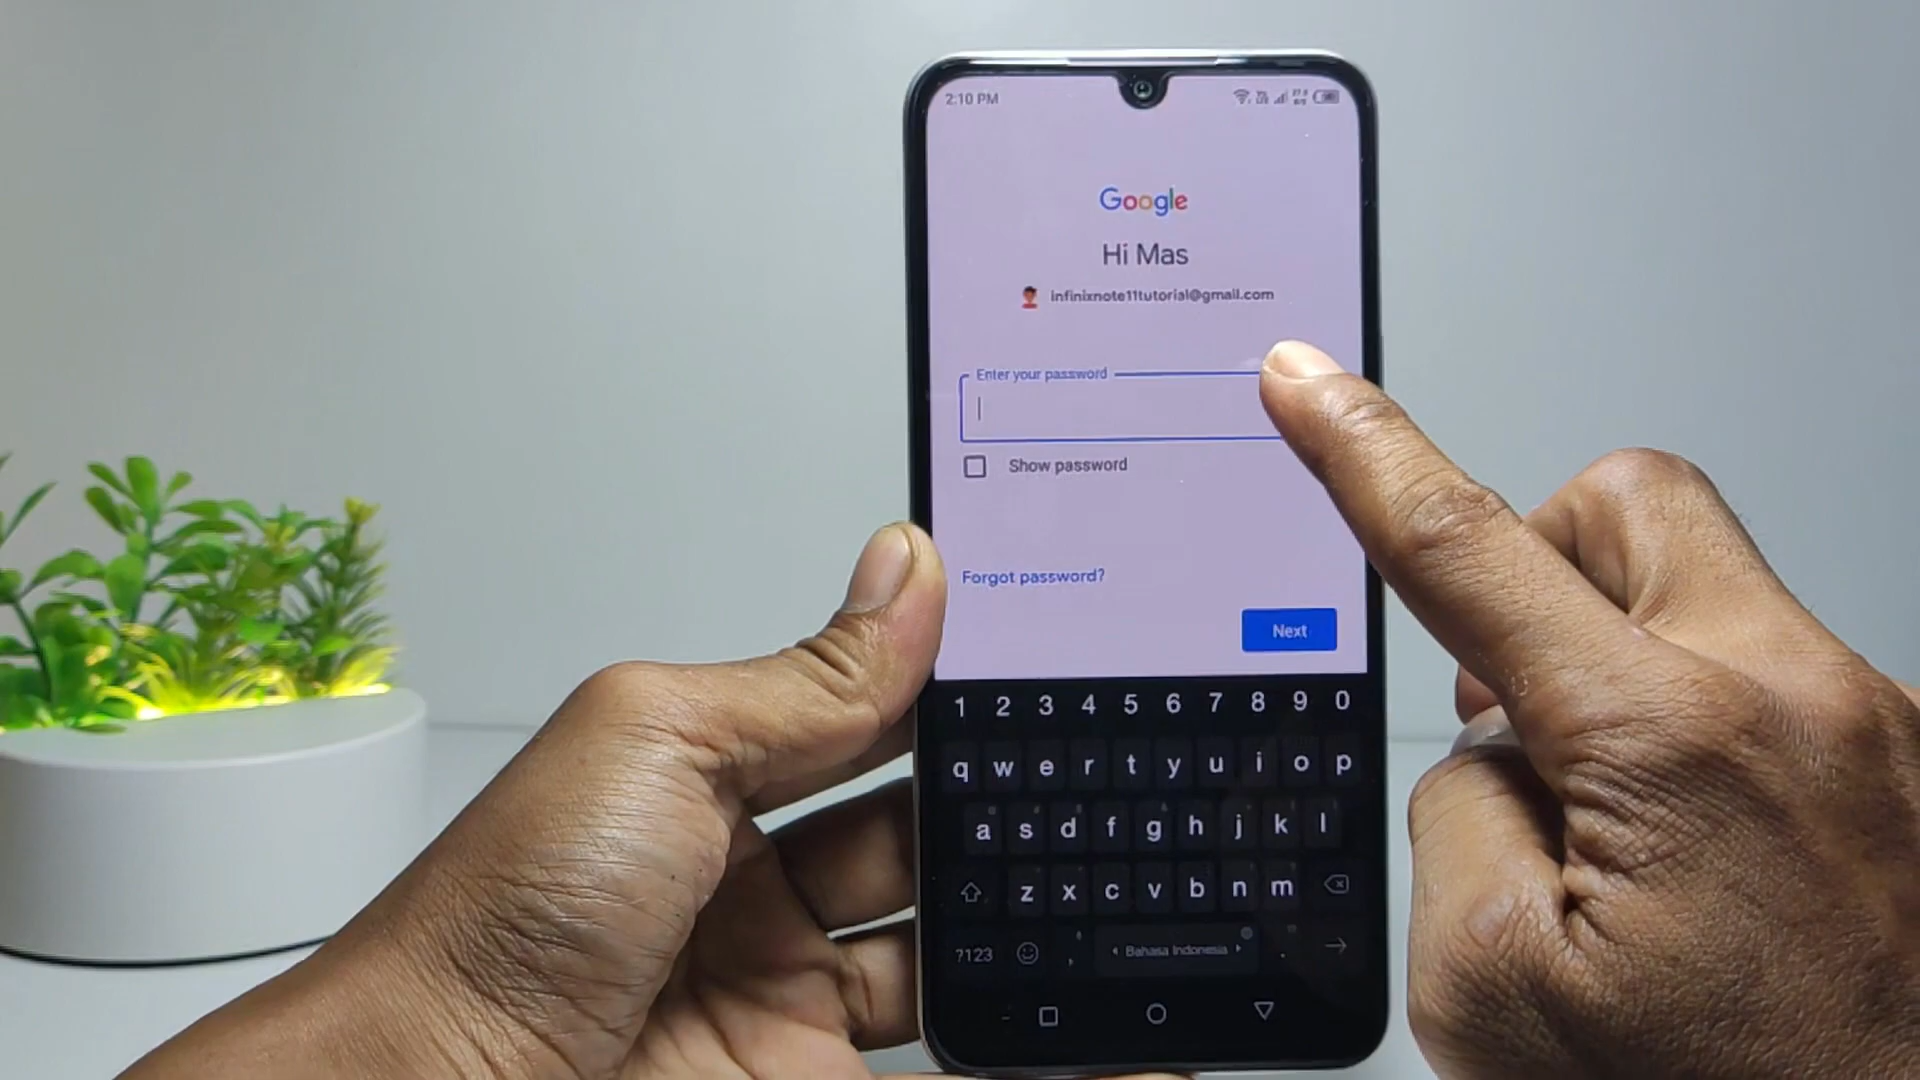 2:10 PM
Google
Hi Mas
infinixnote11tutorial@gmail.com
Enter your password
Show password
Forgot password?
Next
1 2 3 4 5 6 7 8 9 0
q w e r t y u i o p
a s d f g h j k l
z x c v b n m
?123 , Bahasa Indonesia .